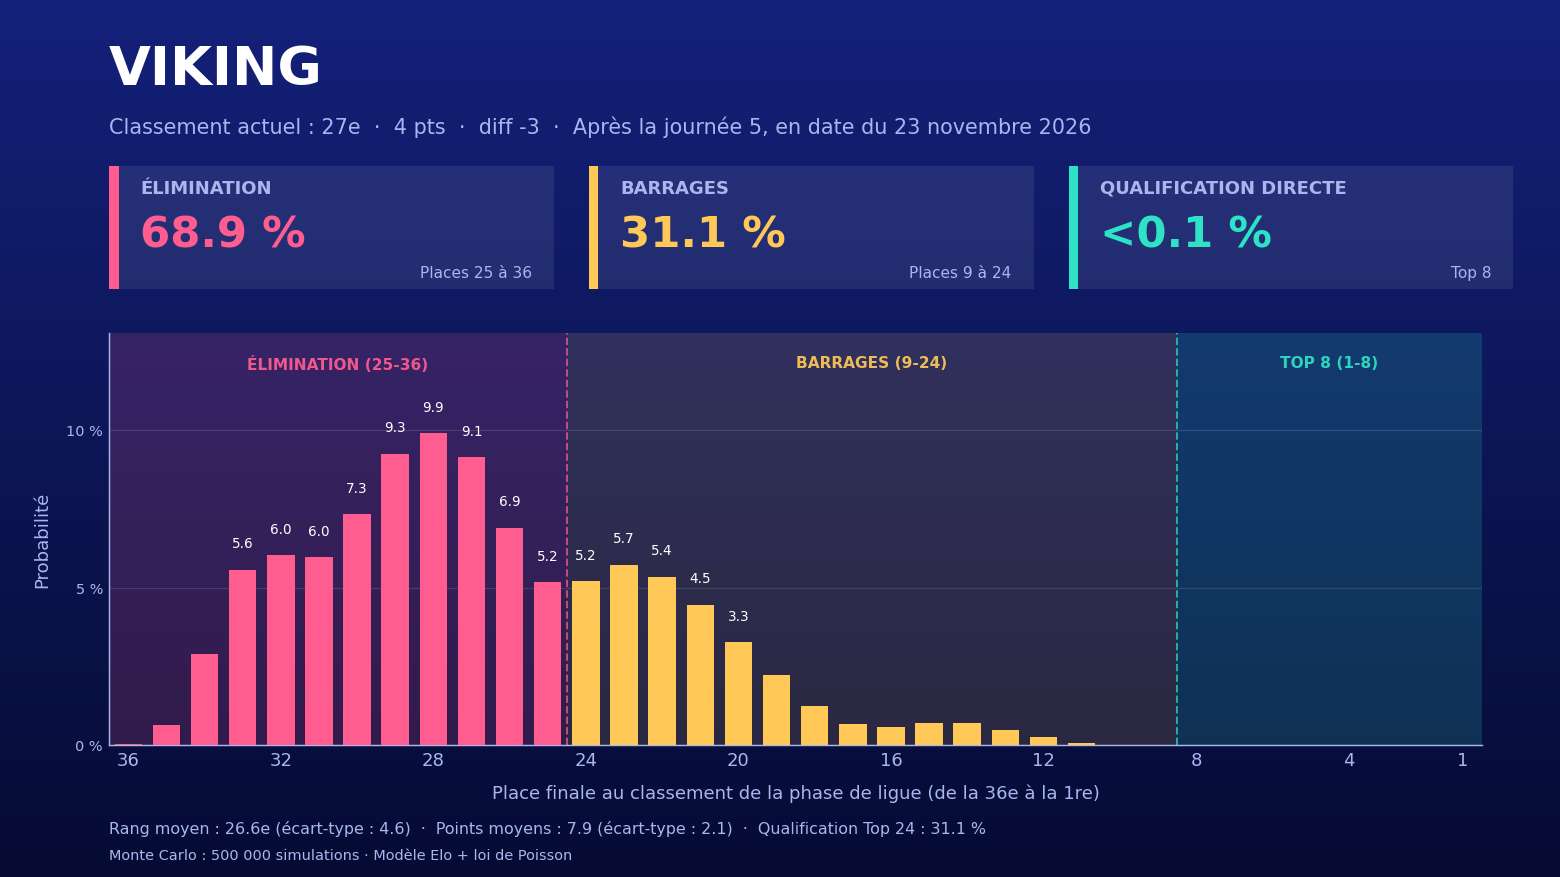 VIKING
Classement actuel : 27e · 4 pts · diff -3 · Après la journée 5, en date du 23 novembre 2026
ÉLIMINATION
68.9 %
Places 25 à 36
BARRAGES
31.1 %
Places 9 à 24
QUALIFICATION DIRECTE
<0.1 %
Top 8
ÉLIMINATION (25-36)
BARRAGES (9-24)
TOP 8 (1-8)
Probabilité
10 %
5 %
0 %
5.6
6.0
6.0
7.3
9.3
9.9
9.1
6.9
5.2
5.2
5.7
5.4
4.5
3.3
36 32 28 24 20 16 12 8 4 1
Place finale au classement de la phase de ligue (de la 36e à la 1re)
Rang moyen : 26.6e (écart-type : 4.6) · Points moyens : 7.9 (écart-type : 2.1) · Qualification Top 24 : 31.1 %
Monte Carlo : 500 000 simulations · Modèle Elo + loi de Poisson